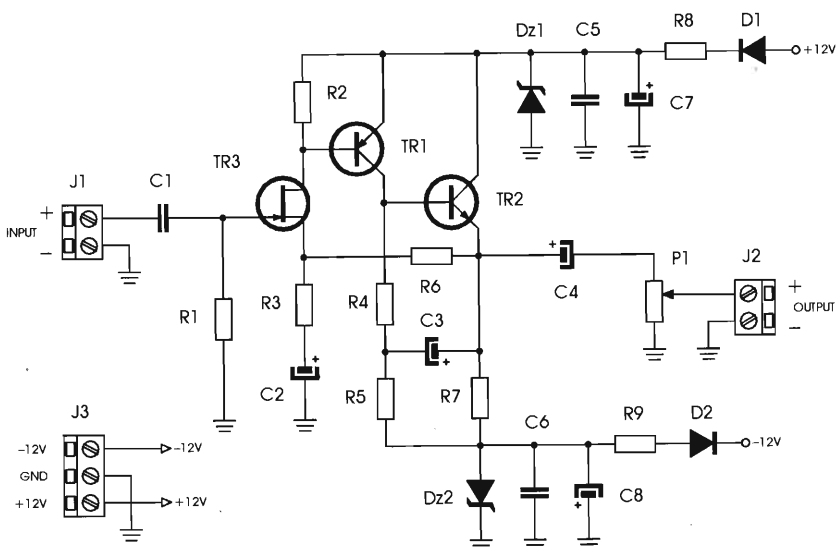 Dz1 C5 R8 D1
+12V
R2
C7
TR1
TR3
J1 C1
TR2
+
INPUT
−
+
R6
C4
P1 J2
+
OUTPUT
−
R1
R3 R4 C3
+
+
C2
R5 R7
C6 R9 D2
−12V
J3
−12V −12V
GND
+12V +12V
Dz2
+
C8
+